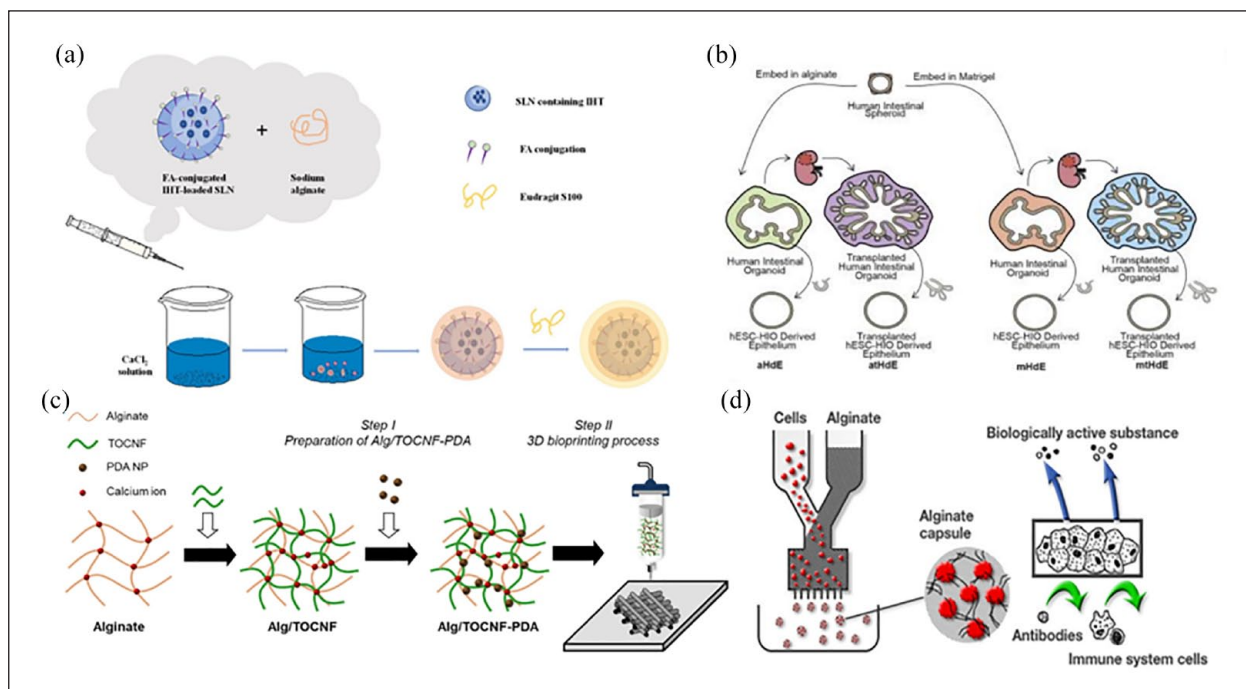 (a)
FA-conjugated
IHT-loaded SLN
+
Sodium
alginate
SLN containing IHT
FA conjugation
Eudragit S100
CaCl2
solution
(b)
Embed in alginate
Embed in Matrigel
Human Intestinal
Spheroid
Human Intestinal
Organoid
Transplanted
Human Intestinal
Organoid
hESC-HIO Derived
Epithelium
aHdE
Transplanted
hESC-HIO Derived
Epithelium
atHdE
Human Intestinal
Organoid
Transplanted
Human Intestinal
Organoid
hESC-HIO Derived
Epithelium
mHdE
Transplanted
hESC-HIO Derived
Epithelium
mtHdE
(c)
Alginate
TOCNF
PDA NP
Calcium ion
Step I
Preparation of Alg/TOCNF-PDA
Step II
3D bioprinting process
Alginate
Alg/TOCNF
Alg/TOCNF-PDA
(d)
Cells
Alginate
Alginate
capsule
Biologically active substance
Antibodies
Immune system cells